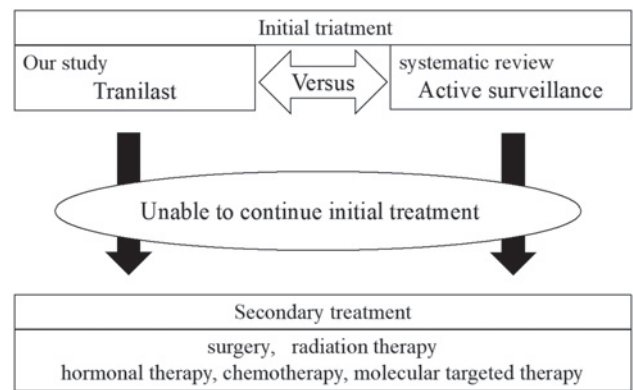 Initial triatment
Our study
Tranilast
Versus
systematic review
Active surveillance
Unable to continue initial treatment
Secondary treatment
surgery, radiation therapy
hormonal therapy, chemotherapy, molecular targeted therapy